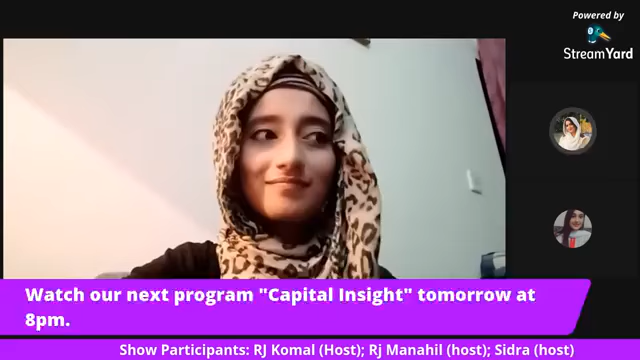 Powered by
StreamYard
Watch our next program "Capital Insight" tomorrow at
8pm.
Show Participants: RJ Komal (Host); Rj Manahil (host); Sidra (host)